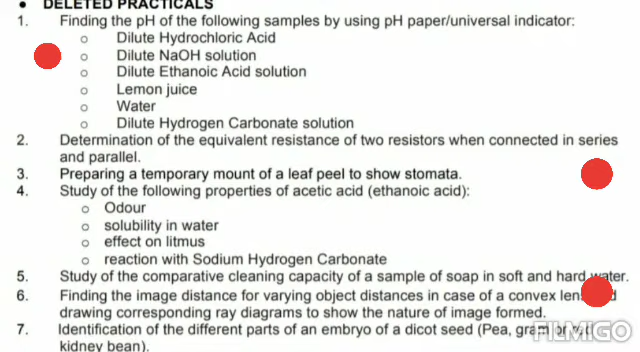 • DELETED PRACTICALS
1. Finding the pH of the following samples by using pH paper/universal indicator:
o Dilute Hydrochloric Acid
o Dilute NaOH solution
o Dilute Ethanoic Acid solution
o Lemon juice
o Water
o Dilute Hydrogen Carbonate solution
2. Determination of the equivalent resistance of two resistors when connected in series
and parallel.
3. Preparing a temporary mount of a leaf peel to show stomata.
4. Study of the following properties of acetic acid (ethanoic acid):
o Odour
o solubility in water
o effect on litmus
o reaction with Sodium Hydrogen Carbonate
5. Study of the comparative cleaning capacity of a sample of soap in soft and hard water.
6. Finding the image distance for varying object distances in case of a convex lens
drawing corresponding ray diagrams to show the nature of image formed.
7. Identification of the different parts of an embryo of a dicot seed (Pea, gram or
kidney bean).
FILMIGO